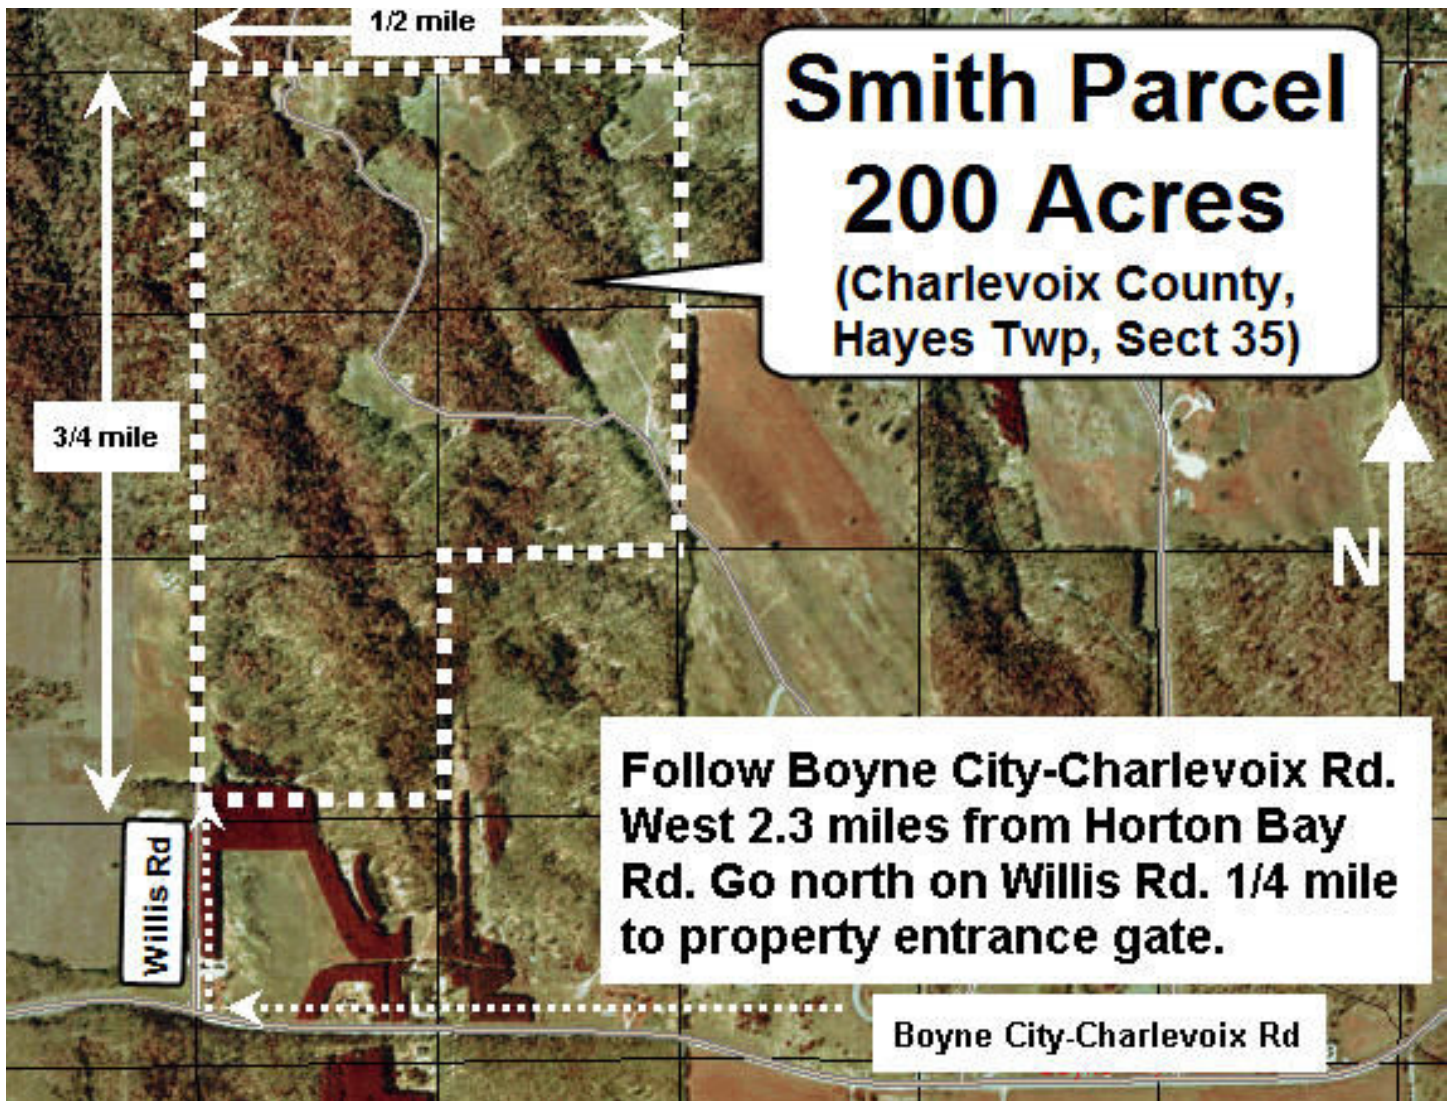 1/2 mile
Smith Parcel
200 Acres
(Charlevoix County,
Hayes Twp, Sect 35)
3/4 mile
N
Follow Boyne City-Charlevoix Rd.
West 2.3 miles from Horton Bay
Rd. Go north on Willis Rd. 1/4 mile
to property entrance gate.
Willis Rd
Boyne City-Charlevoix Rd